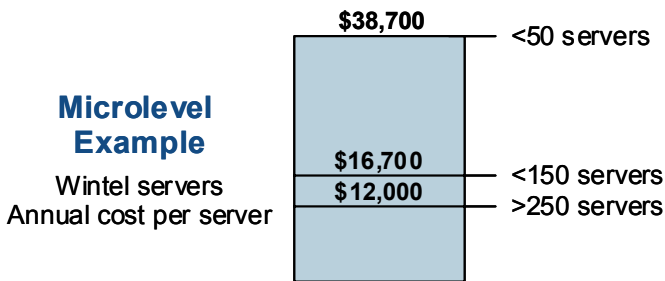 $38,700
<50 servers
Microlevel
Example
Wintel servers
Annual cost per server
$16,700
<150 servers
$12,000
>250 servers